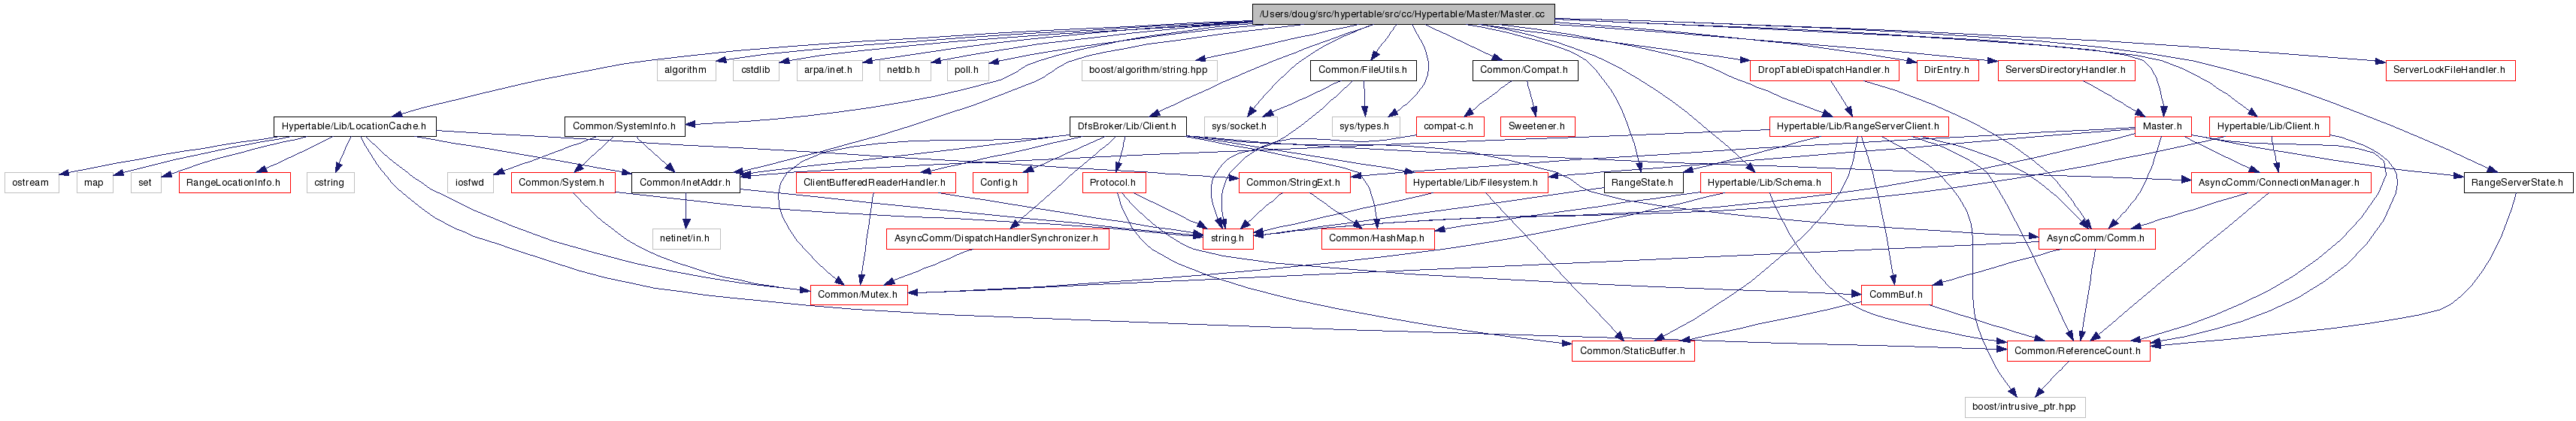 /Users/doug/src/hypertable/src/cc/Hypertable/Master/Master.cc
algorithm
cstdlib
arpa/inet.h
netdb.h
poll.h
boost/algorithm/string.hpp
Common/FileUtils.h
Common/Compat.h
DropTableDispatchHandler.h
DirEntry.h
ServersDirectoryHandler.h
ServerLockFileHandler.h
Hypertable/Lib/LocationCache.h
Common/SystemInfo.h
DfsBroker/Lib/Client.h
sys/socket.h
sys/types.h
compat-c.h
Sweetener.h
Hypertable/Lib/RangeServerClient.h
Master.h
Hypertable/Lib/Client.h
ostream
map
set
RangeLocationInfo.h
cstring
iosfwd
Common/System.h
Common/InetAddr.h
ClientBufferedReaderHandler.h
Config.h
Protocol.h
Common/StringExt.h
Hypertable/Lib/Filesystem.h
RangeState.h
Hypertable/Lib/Schema.h
AsyncComm/ConnectionManager.h
RangeServerState.h
netinet/in.h
AsyncComm/DispatchHandlerSynchronizer.h
string.h
Common/HashMap.h
AsyncComm/Comm.h
Common/Mutex.h
CommBuf.h
Common/StaticBuffer.h
Common/ReferenceCount.h
boost/intrusive_ptr.hpp